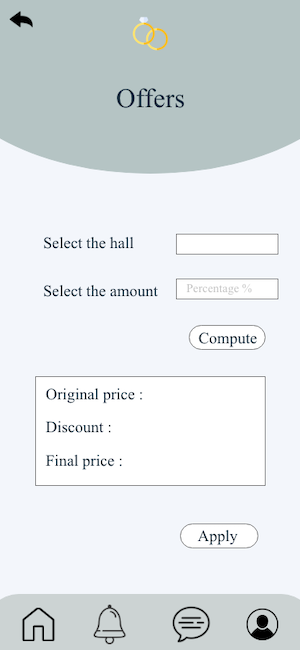 Offers
Select the hall
Select the amount Percentage %
Compute
Original price :
Discount :
Final price :
Apply